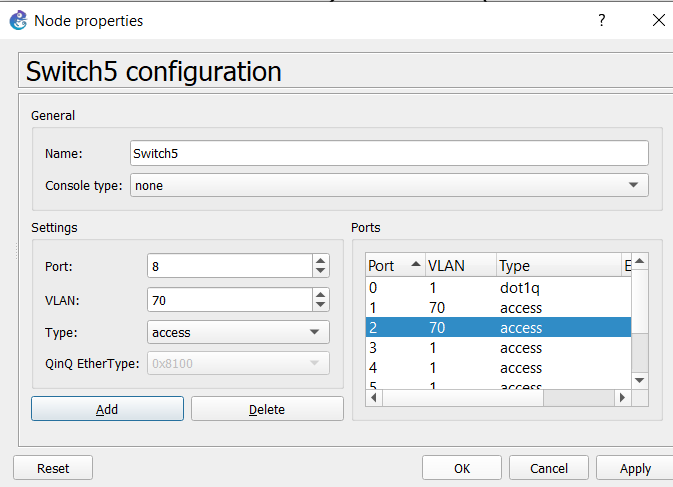 Node properties
Switch5 configuration
General
Name: Switch5
Console type: none
Settings
Port: 8
VLAN: 70
Type: access
QinQ EtherType: 0x8100
Add Delete
Ports
Port VLAN Type E
0 1 dot1q
1 70 access
2 70 access
3 1 access
4 1 access
5 1 access
Reset OK Cancel Apply